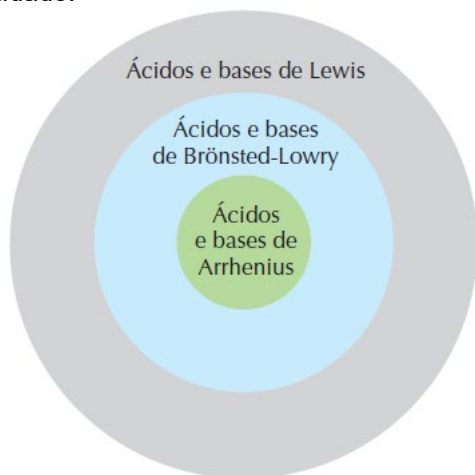 Ácidos e bases de Lewis
Ácidos e bases
de Brönsted-Lowry
Ácidos
e bases de
Arrhenius